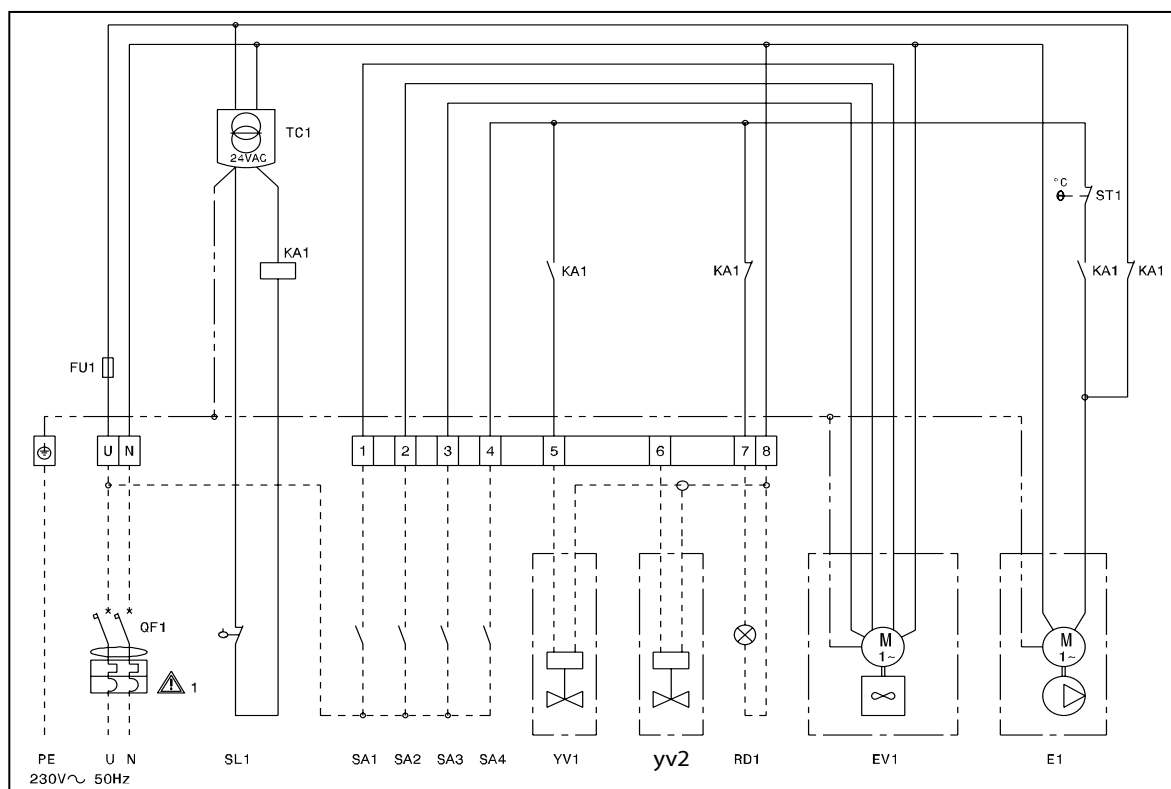 TC1
24VAC
°C
ST1
KA1
KA1 KA1 KA1 KA1
FU1
U N 1 2 3 4 5 6 7 8
QF1
1
M
1~
M
1~
PE U N SL1 SA1 SA2 SA3 SA4 YV1 yv2 RD1 EV1 E1
230V~ 50Hz